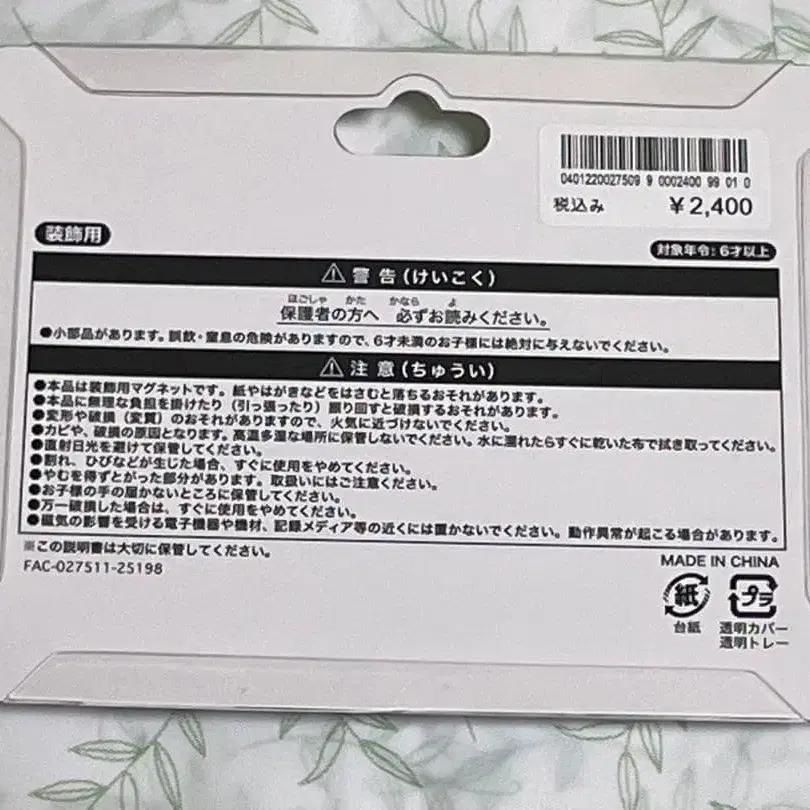 0401220027509 9 0002400 99 01 0
税込み ¥2,400
装飾用
対象年令：6才以上
⚠警告(けいこく)
ほごしゃ かた かなら よ
保護者の方へ 必ずお読みください。
●小部品があります。誤飲・窒息の危険がありますので、6才未満のお子様には絶対に与えないでください。
⚠注意(ちゅうい)
●本品は装飾用マグネットです。紙やはがきなどをはさむと落ちるおそれがあります。
●本品に無理な負担を掛けたり（引っ張ったり）振り回すと破損するおそれがあります。
●変形や破損（変質）のおそれがありますので、火気に近づけないでください。
●カビや、破損の原因となります。高温多湿な場所に保管しないでください。水に濡れたらすぐに乾いた布で拭き取ってください。
●直射日光を避けて保管してください。
●割れ、ひびなどが生じた場合、すぐに使用をやめてください。
●やむを得ずとがった部分があります。取扱いにはご注意ください。
●お子様の手の届かないところに保管してください。
●万一破損した場合は、すぐに使用をやめてください。
●磁気の影響を受ける電子機器や機材、記録メディア等の近くには置かないでください。動作異常が起こる場合があります。
※この説明書は大切に保管してください。
FAC-027511-25198
MADE IN CHINA
紙 プラ
台紙 透明カバー
透明トレー